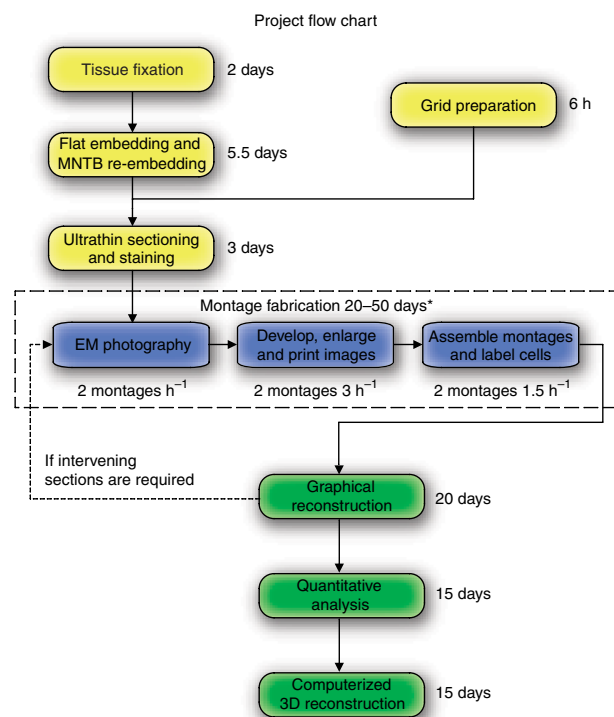 Project flow chart
Tissue fixation
2 days
Grid preparation
6 h
Flat embedding and
MNTB re-embedding
5.5 days
Ultrathin sectioning
and staining
3 days
Montage fabrication 20–50 days*
EM photography
Develop, enlarge
and print images
Assemble montages
and label cells
2 montages h⁻¹
2 montages 3 h⁻¹
2 montages 1.5 h⁻¹
If intervening
sections are required
Graphical
reconstruction
20 days
Quantitative
analysis
15 days
Computerized
3D reconstruction
15 days